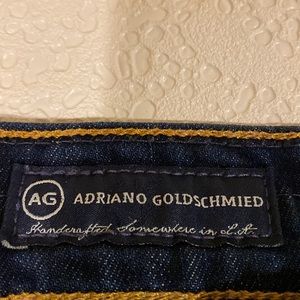 AG ADRIANO GOLDSCHMIED
Handcrafted Somewhere in L.A.